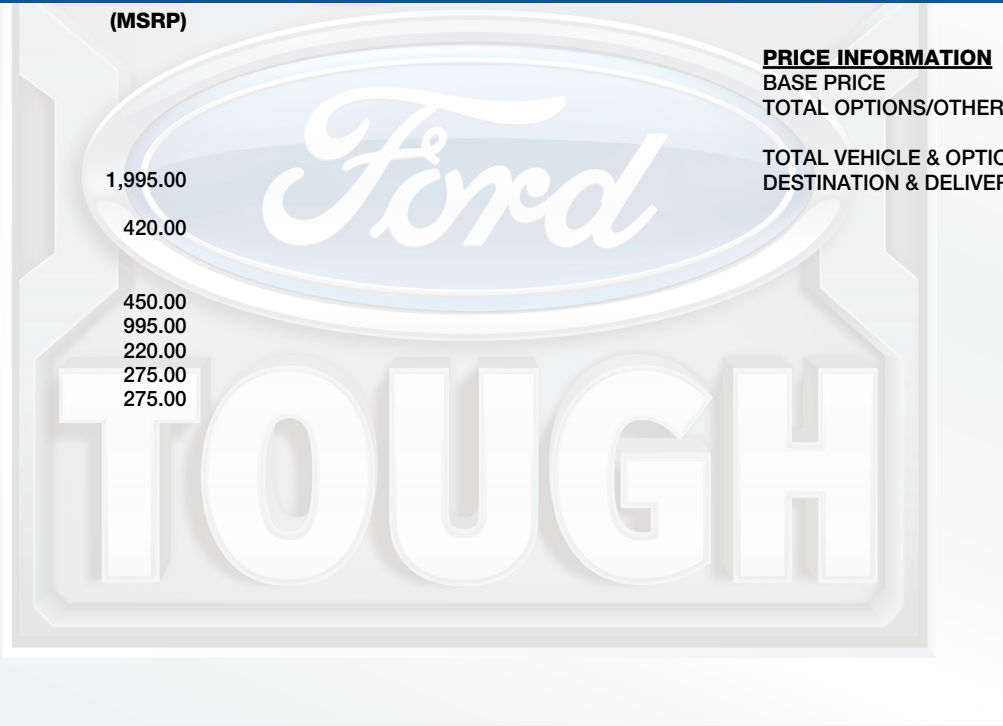 (MSRP)
1,995.00
420.00
450.00
995.00
220.00
275.00
275.00
PRICE INFORMATION
BASE PRICE
TOTAL OPTIONS/OTHER
TOTAL VEHICLE & OPTIO
DESTINATION & DELIVER
Ford
TOUGH